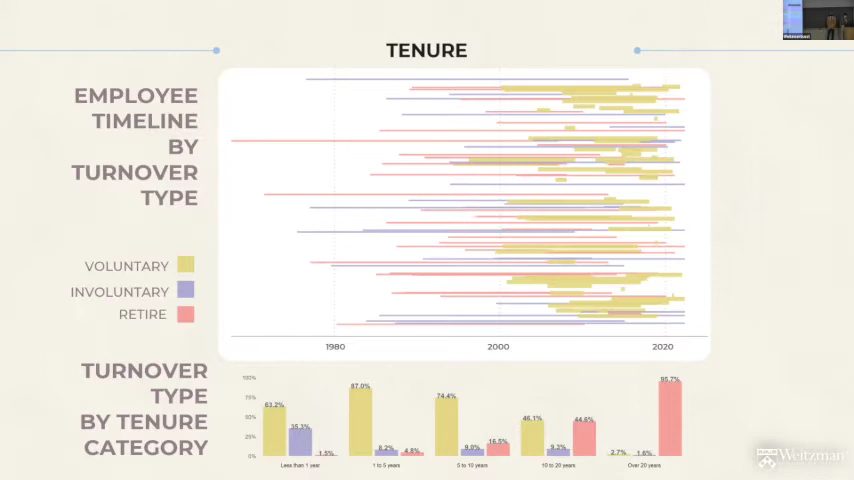 TENURE
EMPLOYEE
TIMELINE
BY
TURNOVER
TYPE
VOLUNTARY
INVOLUNTARY
RETIRE
1980
2000
2020
TURNOVER
TYPE
BY TENURE
CATEGORY
100%
75%
50%
25%
0%
63.2%
35.3%
1.5%
87.0%
8.2%
4.8%
74.4%
9.0%
16.5%
46.1%
9.3%
44.6%
2.7%
1.6%
95.7%
Less than 1 year
1 to 5 years
5 to 10 years
10 to 20 years
Over 20 years
Weitzman